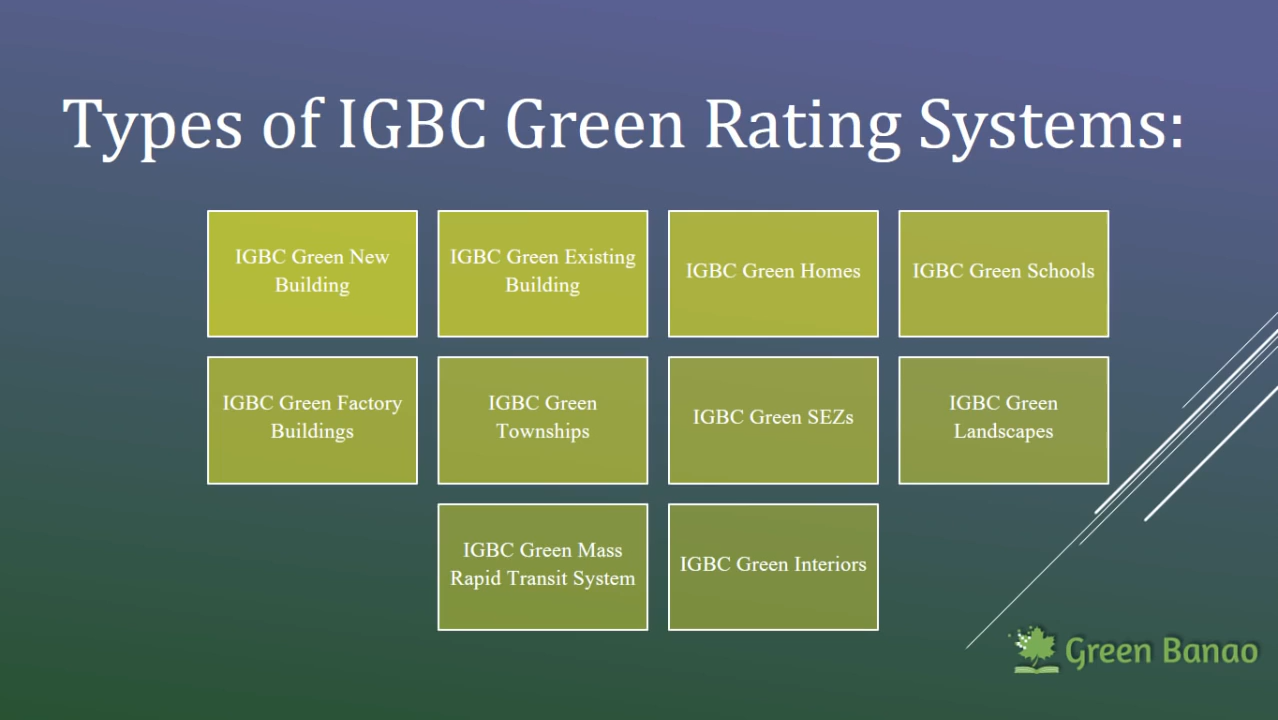 Types of IGBC Green Rating Systems:
IGBC Green New
Building
IGBC Green Existing
Building
IGBC Green Homes
IGBC Green Schools
IGBC Green Factory
Buildings
IGBC Green
Townships
IGBC Green SEZs
IGBC Green
Landscapes
IGBC Green Mass
Rapid Transit System
IGBC Green Interiors
Green Banao